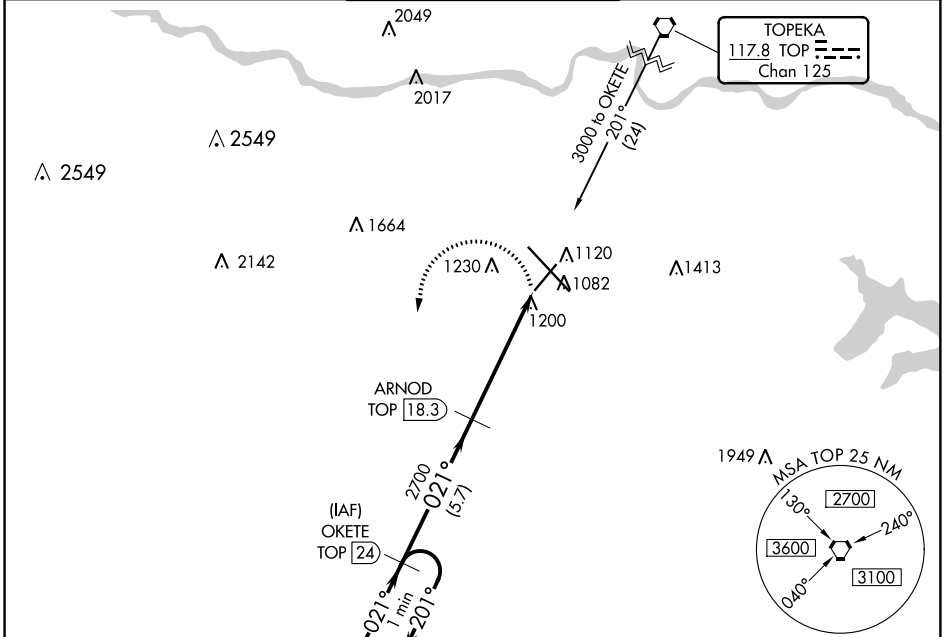 2049
TOPEKA
117.8 TOP
Chan 125
2017
3000 to OKETE
201°
(24)
2549
2549
1664
2142
1230
1120
1082
1413
1200
ARNOD
TOP 18.3
2700
021°
(5.7)
(IAF)
OKETE
TOP 24
021°
1 min
201°
1949
MSA TOP 25 NM
130°
2700
240°
3600
3100
040°